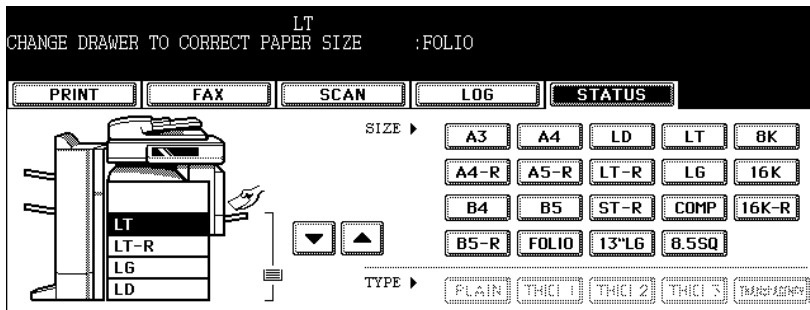 LT
CHANGE DRAWER TO CORRECT PAPER SIZE :FOLIO
PRINT FAX SCAN LOG STATUS
SIZE A3 A4 LD LT 8K
A4-R A5-R LT-R LG 16K
B4 B5 ST-R COMP 16K-R
B5-R FOLIO 13"LG 8.5SQ
LT
LT-R
LG
LD
TYPE PLAIN THICK 1 THICK 2 THICK 3